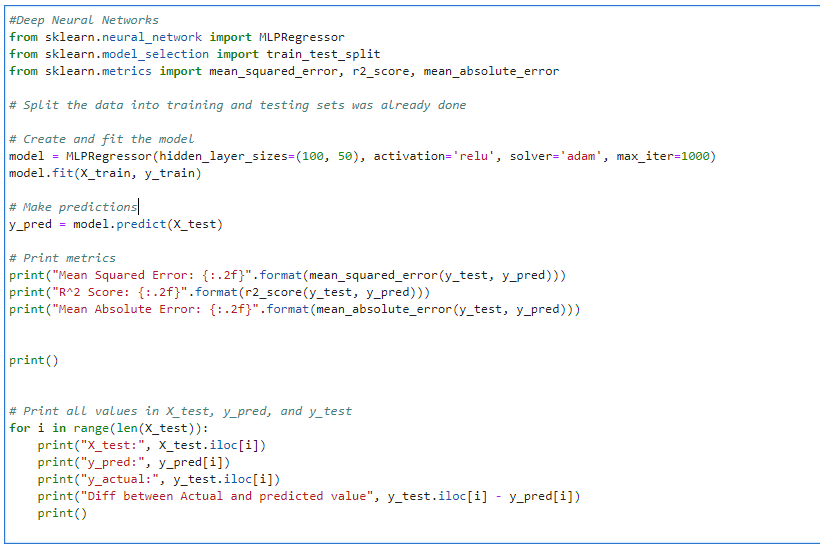 #Deep Neural Networks
from sklearn.neural_network import MLPRegressor
from sklearn.model_selection import train_test_split
from sklearn.metrics import mean_squared_error, r2_score, mean_absolute_error
# Split the data into training and testing sets was already done
# Create and fit the model
model = MLPRegressor(hidden_layer_sizes=(100, 50), activation='relu', solver='adam', max_iter=1000)
model.fit(X_train, y_train)
# Make predictions
y_pred = model.predict(X_test)
# Print metrics
print("Mean Squared Error: {:.2f}".format(mean_squared_error(y_test, y_pred)))
print("R^2 Score: {:.2f}".format(r2_score(y_test, y_pred)))
print("Mean Absolute Error: {:.2f}".format(mean_absolute_error(y_test, y_pred)))
print()
# Print all values in X_test, y_pred, and y_test
for i in range(len(X_test)):
    print("X_test:", X_test.iloc[i])
    print("y_pred:", y_pred[i])
    print("y_actual:", y_test.iloc[i])
    print("Diff between Actual and predicted value", y_test.iloc[i] - y_pred[i])
    print()